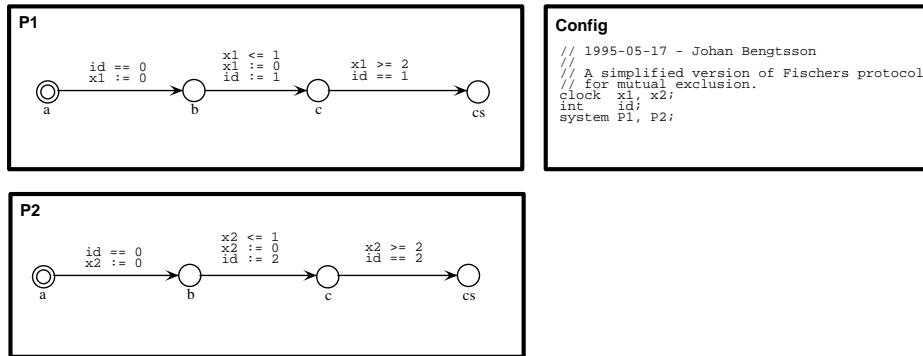 P1
id == 0
x1 := 0
x1 <= 1
x1 := 0
id := 1
x1 >= 2
id == 1
a
b
c
cs
Config
// 1995-05-17 - Johan Bengtsson
//
// A simplified version of Fischers protocol
// for mutual exclusion.
clock x1, x2;
int id;
system P1, P2;
P2
id == 0
x2 := 0
x2 <= 1
x2 := 0
id := 2
x2 >= 2
id == 2
a
b
c
cs